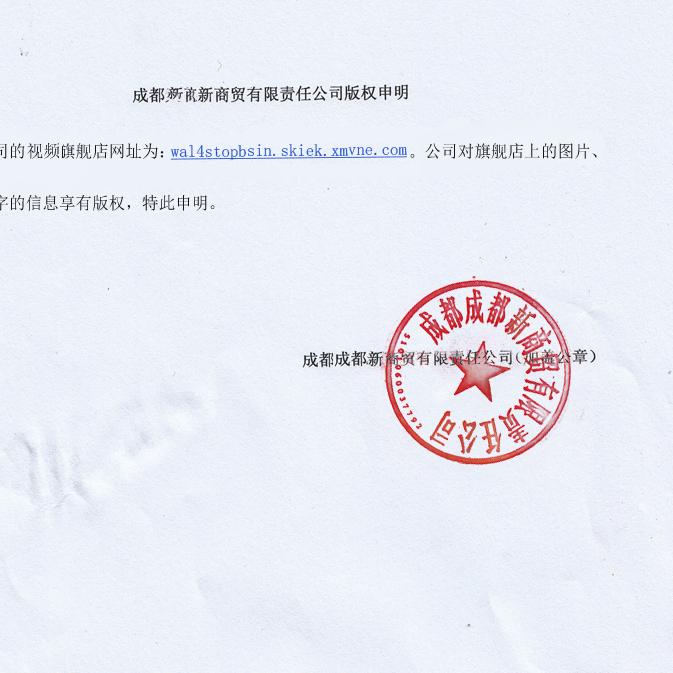 成都新商贸有限责任公司版权申明
司的视频旗舰店网址为：wal4stopbsin.skiek.xmvne.com。公司对旗舰店上的图片、
字的信息享有版权，特此申明。
成都成都新商贸有限责任公司
成都成都新商贸有限责任公司（加盖公章）